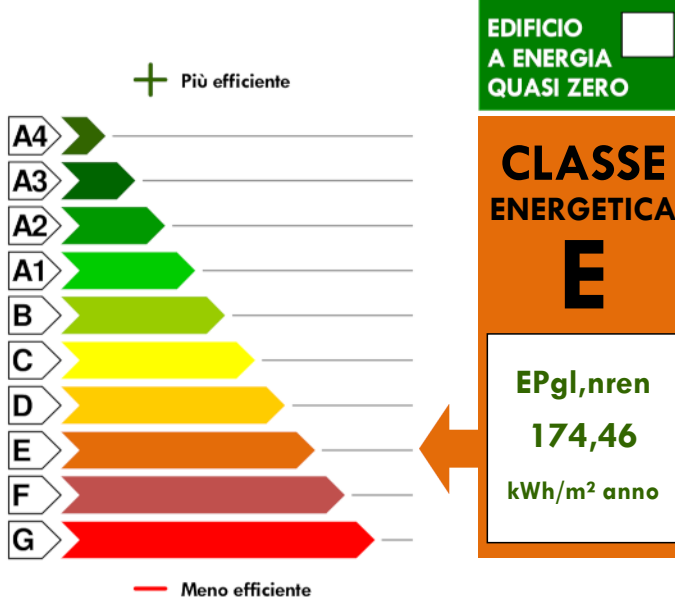 Più efficiente
A4
A3
A2
A1
B
C
D
E
F
G
Meno efficiente
EDIFICIO
A ENERGIA
QUASI ZERO
CLASSE
ENERGETICA
E
EPgl,nren
174,46
kWh/m² anno